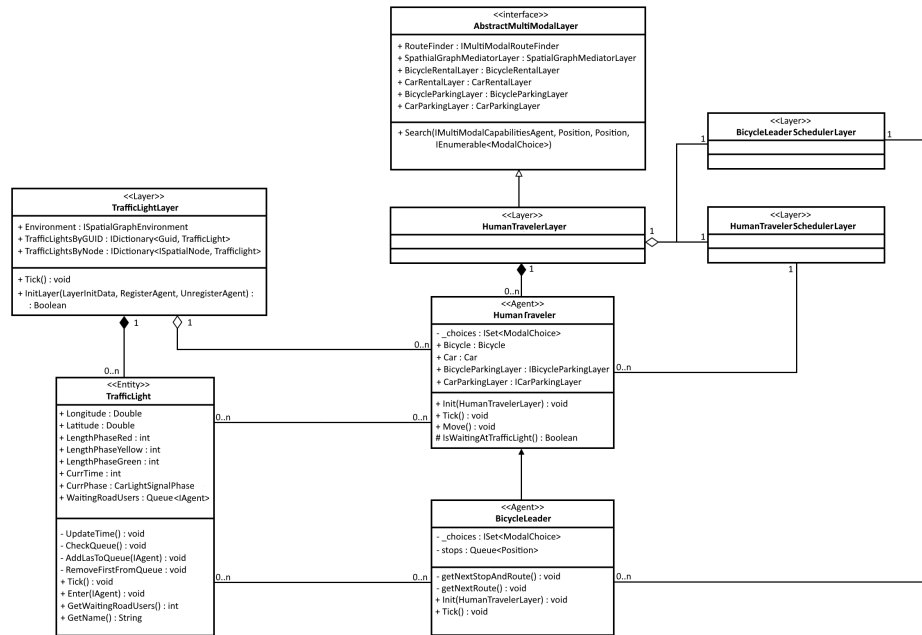 <<interface>>
AbstractMultiModalLayer
+ RouteFinder : IMultiModalRouteFinder
+ SpathialGraphMediatorLayer : SpatialGraphMediatorLayer
+ BicycleRentalLayer : BicycleRentalLayer
+ CarRentalLayer : CarRentalLayer
+ BicycleParkingLayer : BicycleParkingLayer
+ CarParkingLayer : CarParkingLayer
+ Search(IMultiModalCapabilitiesAgent, Position, Position,
IEnumerable<ModalChoice>)
<<Layer>>
BicycleLeaderSchedulerLayer
1
1
<<Layer>>
TrafficLightLayer
+ Environment : ISpatialGraphEnvironment
+ TrafficLightsByGUID : IDictionary<Guid, TrafficLight>
+ TrafficLightsByNode : IDictionary<ISpatialNode, Trafficlight>
+ Tick() : void
+ InitLayer(LayerInitData, RegisterAgent, UnregisterAgent) :
: Boolean
1
1
<<Layer>>
HumanTravelerLayer
1
1
<<Layer>>
HumanTravelerSchedulerLayer
1
1
0..n
<<Agent>>
HumanTraveler
- _choices : ISet<ModalChoice>
+ Bicycle : Bicycle
+ Car : Car
+ BicycleParkingLayer : IBicycleParkingLayer
+ CarParkingLayer : ICarParkingLayer
+ Init(HumanTravelerLayer) : void
+ Tick() : void
+ Move() : void
# IsWaitingAtTrafficLight() : Boolean
0..n
0..n
0..n
0..n
0..n
<<Entity>>
TrafficLight
+ Longitude : Double
+ Latitude : Double
+ LengthPhaseRed : int
+ LengthPhaseYellow : int
+ LengthPhaseGreen : int
+ CurrTime : int
+ CurrPhase : CarLightSignalPhase
+ WaitingRoadUsers : Queue<IAgent>
- UpdateTime() : void
- CheckQueue() : void
- AddLasToQueue(IAgent) : void
- RemoveFirstFromQueue : void
+ Tick() : void
+ Enter(IAgent) : void
+ GetWaitingRoadUsers() : int
+ GetName() : String
0..n
0..n
<<Agent>>
BicycleLeader
- _choices : ISet<ModalChoice>
- stops : Queue<Position>
- getNextStopAndRoute() : void
- getNextRoute() : void
+ Init(HumanTravelerLayer) : void
+ Tick() : void
0..n